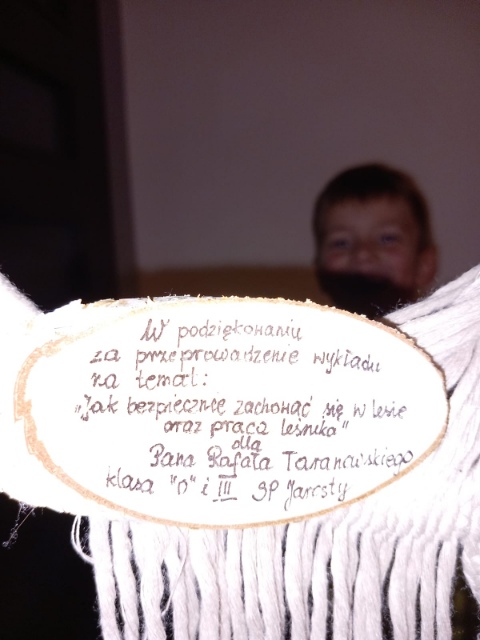 W podziękowaniu
za przeprowadzenie wykładu
na temat:
„Jak bezpiecznie zachować się w lesie
oraz praca leśnika”
dla
Pana Rafała Taranowskiego
klasa "0" i III SP Jarosty